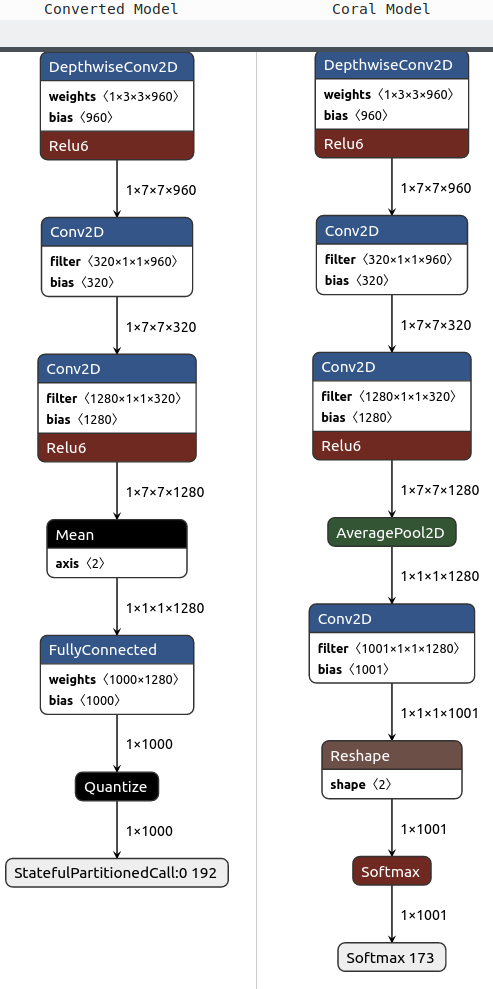 Converted Model
DepthwiseConv2D
weights〈1×3×3×960〉
bias〈960〉
Relu6
1×7×7×960
Conv2D
filter〈320×1×1×960〉
bias〈320〉
1×7×7×320
Conv2D
filter〈1280×1×1×320〉
bias〈1280〉
Relu6
1×7×7×1280
Mean
axis〈2〉
1×1×1×1280
FullyConnected
weights〈1000×1280〉
bias〈1000〉
1×1000
Quantize
1×1000
StatefulPartitionedCall:0 192
Coral Model
DepthwiseConv2D
weights〈1×3×3×960〉
bias〈960〉
Relu6
1×7×7×960
Conv2D
filter〈320×1×1×960〉
bias〈320〉
1×7×7×320
Conv2D
filter〈1280×1×1×320〉
bias〈1280〉
Relu6
1×7×7×1280
AveragePool2D
1×1×1×1280
Conv2D
filter〈1001×1×1×1280〉
bias〈1001〉
1×1×1×1001
Reshape
shape〈2〉
1×1001
Softmax
1×1001
Softmax 173